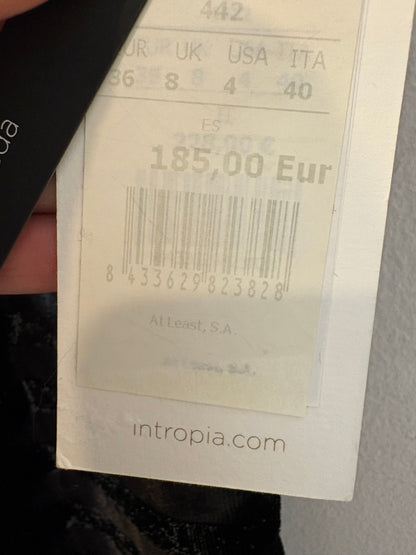 442
UR UK USA ITA
36 8 4 40
ES
185,00 Eur
8 433629 823828
At Least, S.A.
intropia.com
da